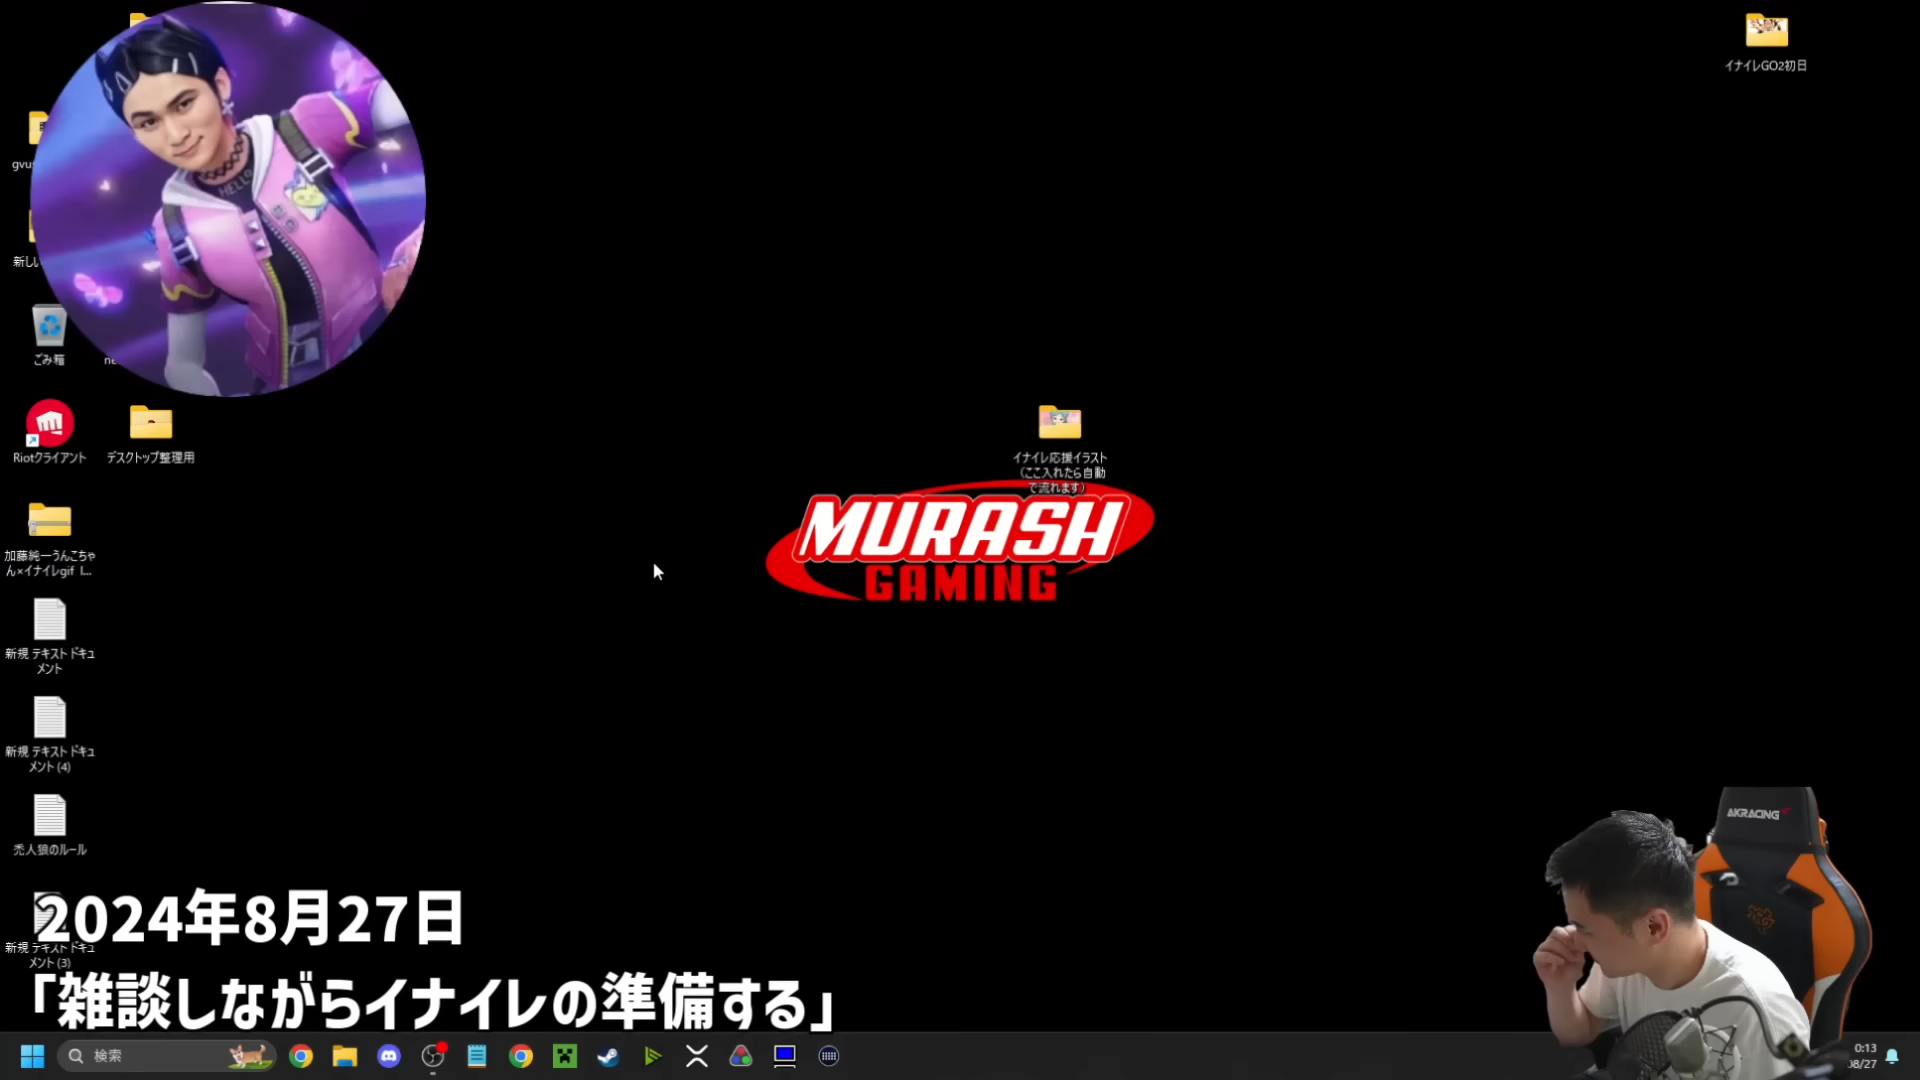 イナイレGO2初日
HELLO
gvu
新しい
ごみ箱
Riotクライアント
デスクトップ整理用
イナイレ応援イラスト
（ここ入れたら自動
で流れます）
MURASH
GAMING
加藤純一うんこちゃ
ん×イナイレgif I...
新規 テキスト ドキュ
メント
新規 テキスト ドキュ
メント (4)
禿人狼のルール
AKRACING
2024年8月27日
新規 テキスト ドキュ
メント (3)
「雑談しながらイナイレの準備する」
検索
0:13
08/27